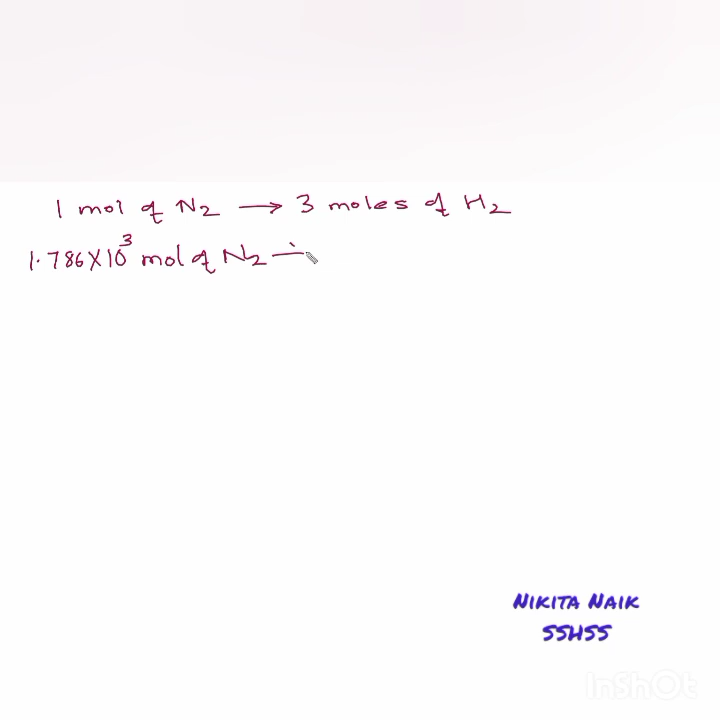 1 mol of N2 → 3 moles of H2
1.786×10³ mol of N2
NIKITA NAIK
SSHSS
InShOt